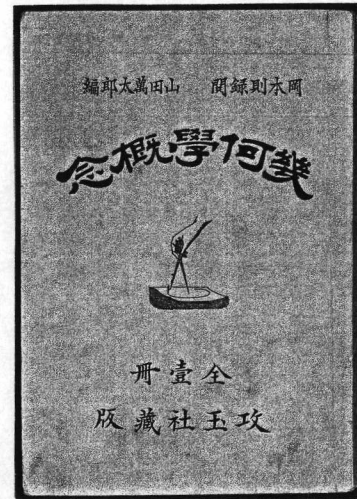 岡本則録閲　山田萬太郎編
幾何學概念
全壹冊
攻玉社藏版